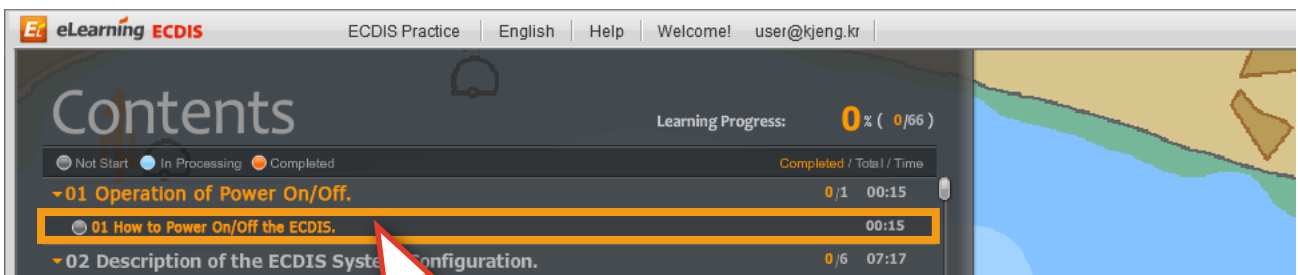 Ec eLearning ECDIS ECDIS Practice English Help Welcome! user@kjeng.kr
Contents
Learning Progress: 0 % ( 0/66 )
Not Start In Processing Completed Completed / Total / Time
01 Operation of Power On/Off. 0/1 00:15
01 How to Power On/Off the ECDIS. 00:15
02 Description of the ECDIS System Configuration. 0/6 07:17